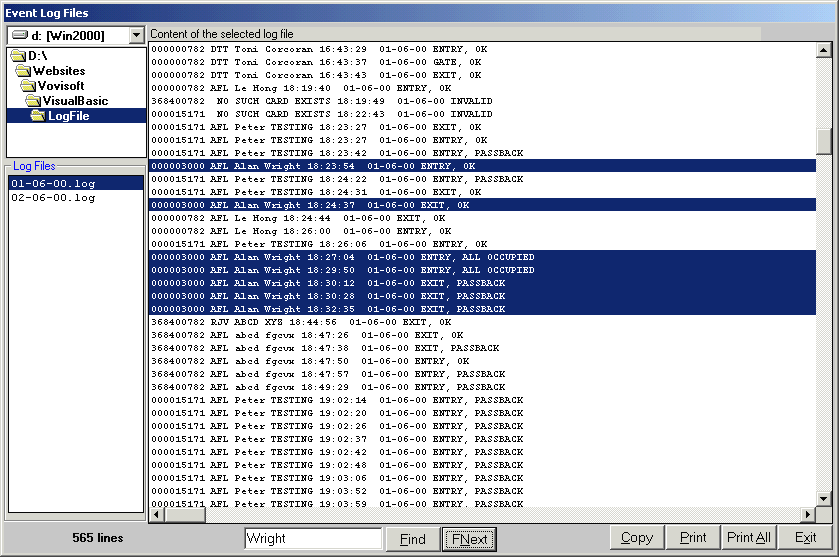 Event Log Files
d: [Win2000]
D:\
Websites
Vovisoft
VisualBasic
LogFile
Log Files
01-06-00.log
02-06-00.log
Content of the selected log file
000000782 DTT Toni Corcoran 16:43:29  01-06-00 ENTRY, OK
000000782 DTT Toni Corcoran 16:43:37  01-06-00 GATE, OK
000000782 DTT Toni Corcoran 16:43:43  01-06-00 EXIT, OK
000000782 AFL Le Hong 18:19:40  01-06-00 ENTRY, OK
368400782  NO SUCH CARD EXISTS 18:19:49  01-06-00 INVALID
000015171  NO SUCH CARD EXISTS 18:22:43  01-06-00 INVALID
000015171 AFL Peter TESTING 18:23:27  01-06-00 EXIT, OK
000015171 AFL Peter TESTING 18:23:27  01-06-00 ENTRY, OK
000015171 AFL Peter TESTING 18:23:42  01-06-00 ENTRY, PASSBACK
000003000 AFL Alan Wright 18:23:54  01-06-00 ENTRY, OK
000015171 AFL Peter TESTING 18:24:22  01-06-00 ENTRY, PASSBACK
000015171 AFL Peter TESTING 18:24:31  01-06-00 EXIT, OK
000003000 AFL Alan Wright 18:24:37  01-06-00 EXIT, OK
000000782 AFL Le Hong 18:24:44  01-06-00 EXIT, OK
000000782 AFL Le Hong 18:26:00  01-06-00 ENTRY, OK
000015171 AFL Peter TESTING 18:26:06  01-06-00 ENTRY, OK
000003000 AFL Alan Wright 18:27:04  01-06-00 ENTRY, ALL OCCUPIED
000003000 AFL Alan Wright 18:29:50  01-06-00 ENTRY, ALL OCCUPIED
000003000 AFL Alan Wright 18:30:12  01-06-00 EXIT, PASSBACK
000003000 AFL Alan Wright 18:30:28  01-06-00 EXIT, PASSBACK
000003000 AFL Alan Wright 18:32:35  01-06-00 EXIT, PASSBACK
368400782 RJV ABCD XYZ 18:44:56  01-06-00 EXIT, OK
368400782 AFL abcd fgcvx 18:47:26  01-06-00 EXIT, OK
368400782 AFL abcd fgcvx 18:47:38  01-06-00 EXIT, PASSBACK
368400782 AFL abcd fgcvx 18:47:50  01-06-00 ENTRY, OK
368400782 AFL abcd fgcvx 18:47:57  01-06-00 ENTRY, PASSBACK
368400782 AFL abcd fgcvx 18:49:29  01-06-00 ENTRY, PASSBACK
000015171 AFL Peter TESTING 19:02:14  01-06-00 ENTRY, PASSBACK
000015171 AFL Peter TESTING 19:02:20  01-06-00 ENTRY, PASSBACK
000015171 AFL Peter TESTING 19:02:26  01-06-00 ENTRY, PASSBACK
000015171 AFL Peter TESTING 19:02:37  01-06-00 ENTRY, PASSBACK
000015171 AFL Peter TESTING 19:02:42  01-06-00 ENTRY, PASSBACK
000015171 AFL Peter TESTING 19:02:48  01-06-00 ENTRY, PASSBACK
000015171 AFL Peter TESTING 19:03:06  01-06-00 ENTRY, PASSBACK
000015171 AFL Peter TESTING 19:03:52  01-06-00 ENTRY, PASSBACK
000015171 AFL Peter TESTING 19:03:59  01-06-00 ENTRY, PASSBACK
565 lines
Wright
Find
FNext
Copy
Print
Print All
Exit